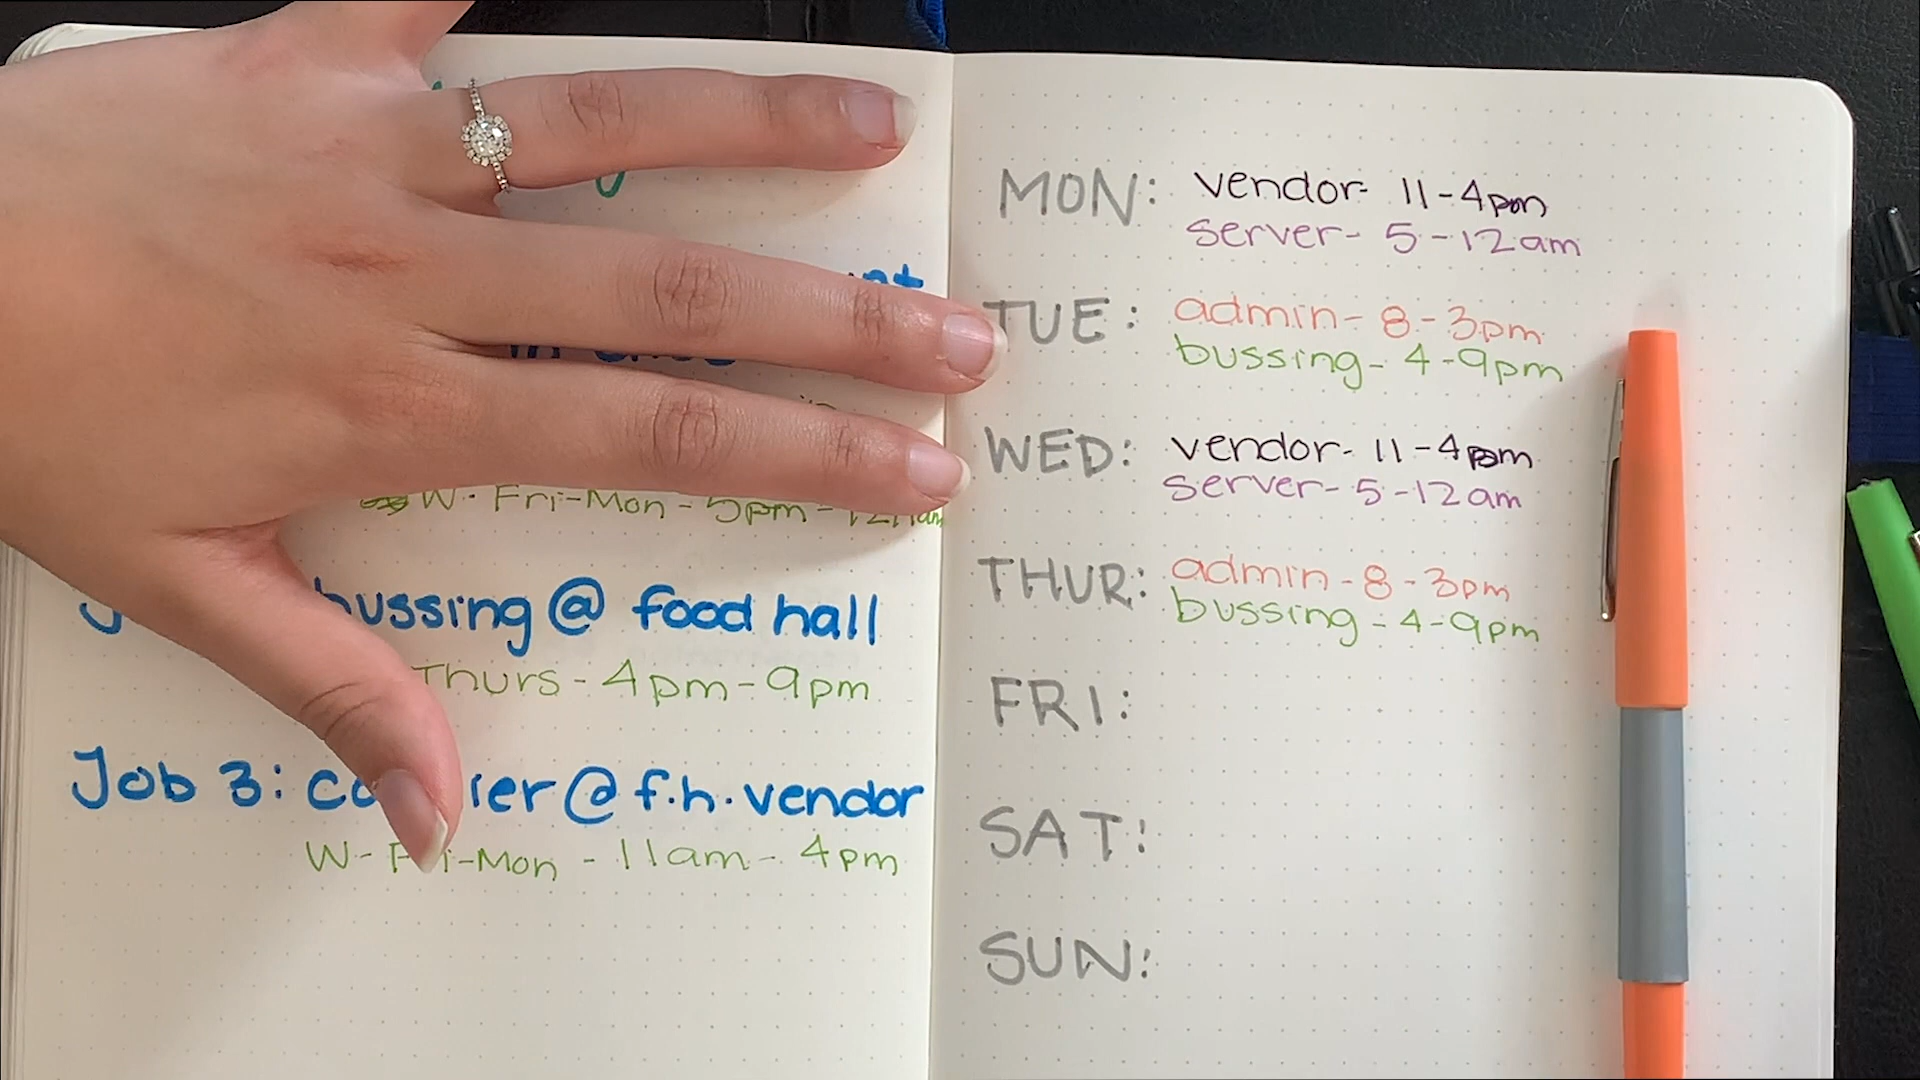 W. Fri-Mon - 5pm - 12am
bussing @ food hall
Thurs - 4pm-9pm
Job 3: @ f.h. vendor
W- Fri-Mon - 11am - 4pm
MON: vendor- 11-4pm
server- 5-12am
TUE: admin- 8-3pm
bussing- 4-9pm
WED: vendor- 11-4pm
server- 5-12am
THUR: admin-8-3pm
bussing-4-9pm
FRI:
SAT:
SUN: